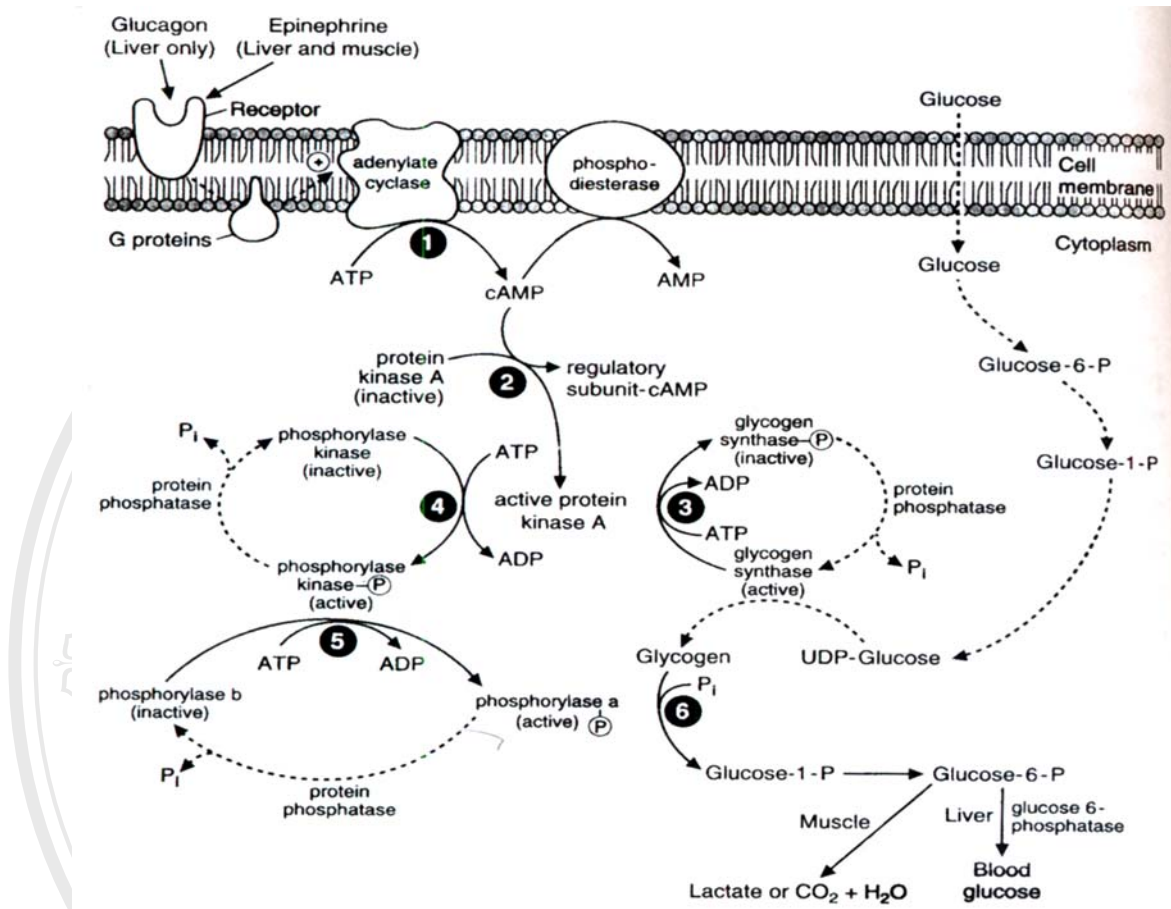 Glucagon
(Liver only)
Epinephrine
(Liver and muscle)
Receptor
Glucose
+
adenylate
cyclase
phospho-
diesterase
Cell
membrane
G proteins
1
Cytoplasm
ATP
cAMP
AMP
Glucose
protein
kinase A
(inactive)
2
regulatory
subunit-cAMP
Glucose-6-P
Pi
phosphorylase
kinase
(inactive)
ATP
glycogen
synthase-P
(inactive)
Glucose-1-P
protein
phosphatase
4
active protein
kinase A
ADP
3
ATP
protein
phosphatase
phosphorylase
kinase-P
(active)
ADP
glycogen
synthase
(active)
Pi
5
ATP
ADP
Glycogen
UDP-Glucose
phosphorylase b
(inactive)
phosphorylase a
(active) P
Pi
6
Pi
protein
phosphatase
Glucose-1-P
Glucose-6-P
Muscle
Liver
glucose 6-
phosphatase
Lactate or CO2 + H2O
Blood
glucose